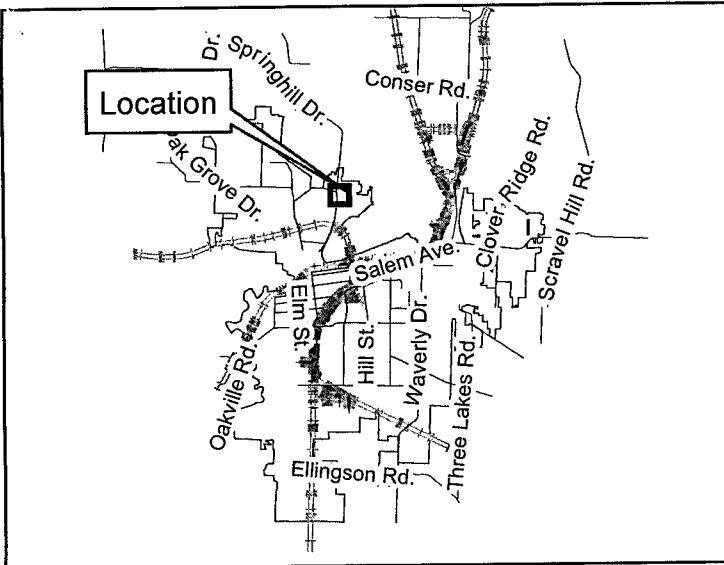 Dr.
Springhill Dr.
Conser Rd.
Location
ak Grove Dr.
Clover Ridge Rd.
Scravel Hill Rd.
Salem Ave.
Elm St.
Hill St.
Waverly Dr.
Oakville Rd.
Three Lakes Rd.
Ellingson Rd.